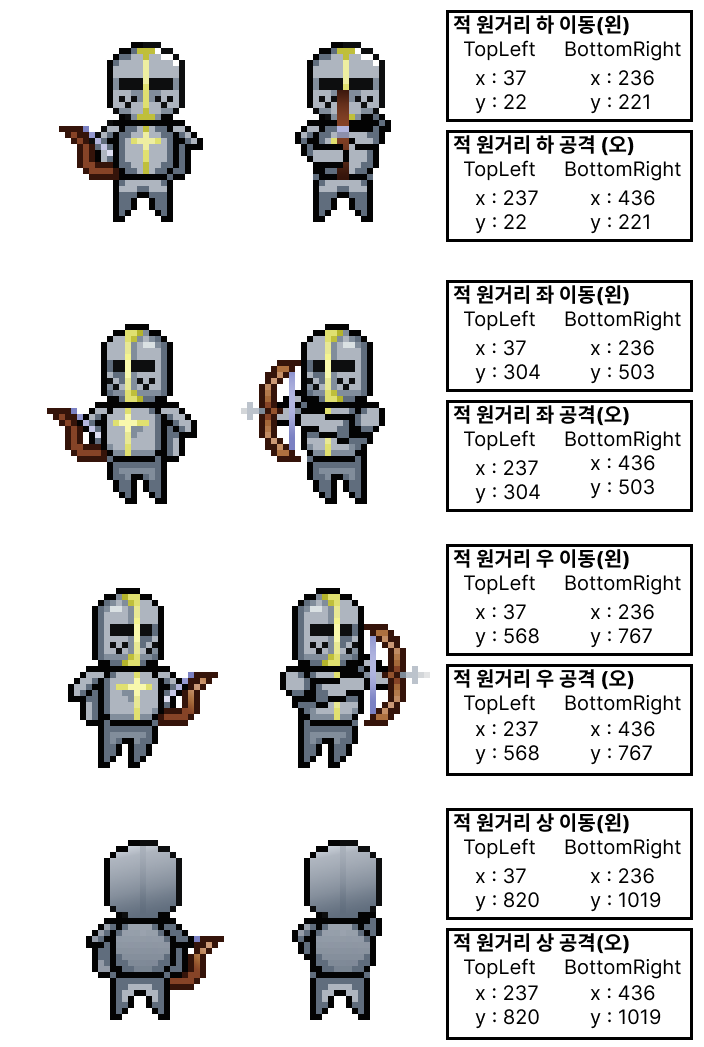 적 원거리 하 이동(왼)
TopLeft BottomRight
x : 37 x : 236
y : 22 y : 221
적 원거리 하 공격 (오)
TopLeft BottomRight
x : 237 x : 436
y : 22 y : 221
적 원거리 좌 이동(왼)
TopLeft BottomRight
x : 37 x : 236
y : 304 y : 503
적 원거리 좌 공격(오)
TopLeft BottomRight
x : 237 x : 436
y : 304 y : 503
적 원거리 우 이동(왼)
TopLeft BottomRight
x : 37 x : 236
y : 568 y : 767
적 원거리 우 공격 (오)
TopLeft BottomRight
x : 237 x : 436
y : 568 y : 767
적 원거리 상 이동(왼)
TopLeft BottomRight
x : 37 x : 236
y : 820 y : 1019
적 원거리 상 공격(오)
TopLeft BottomRight
x : 237 x : 436
y : 820 y : 1019